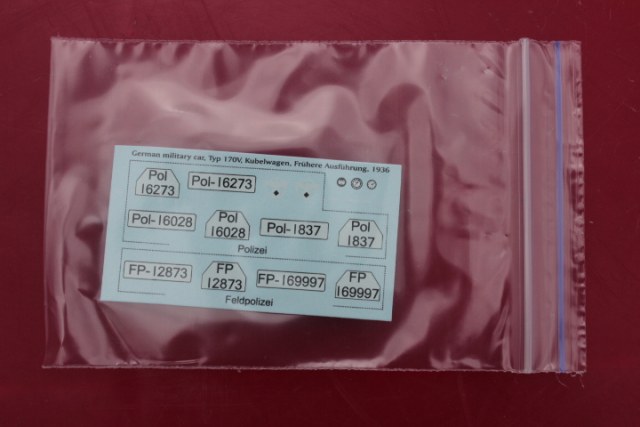 German military car, Typ 170V, Kubelwagen, Frühere Ausführung, 1936
Pol
16273
Pol-16273
Pol-16028
Pol
16028
Pol-1837
Pol
1837
Polizei
FP-12873
FP
12873
FP-169997
FP
169997
Feldpolizei